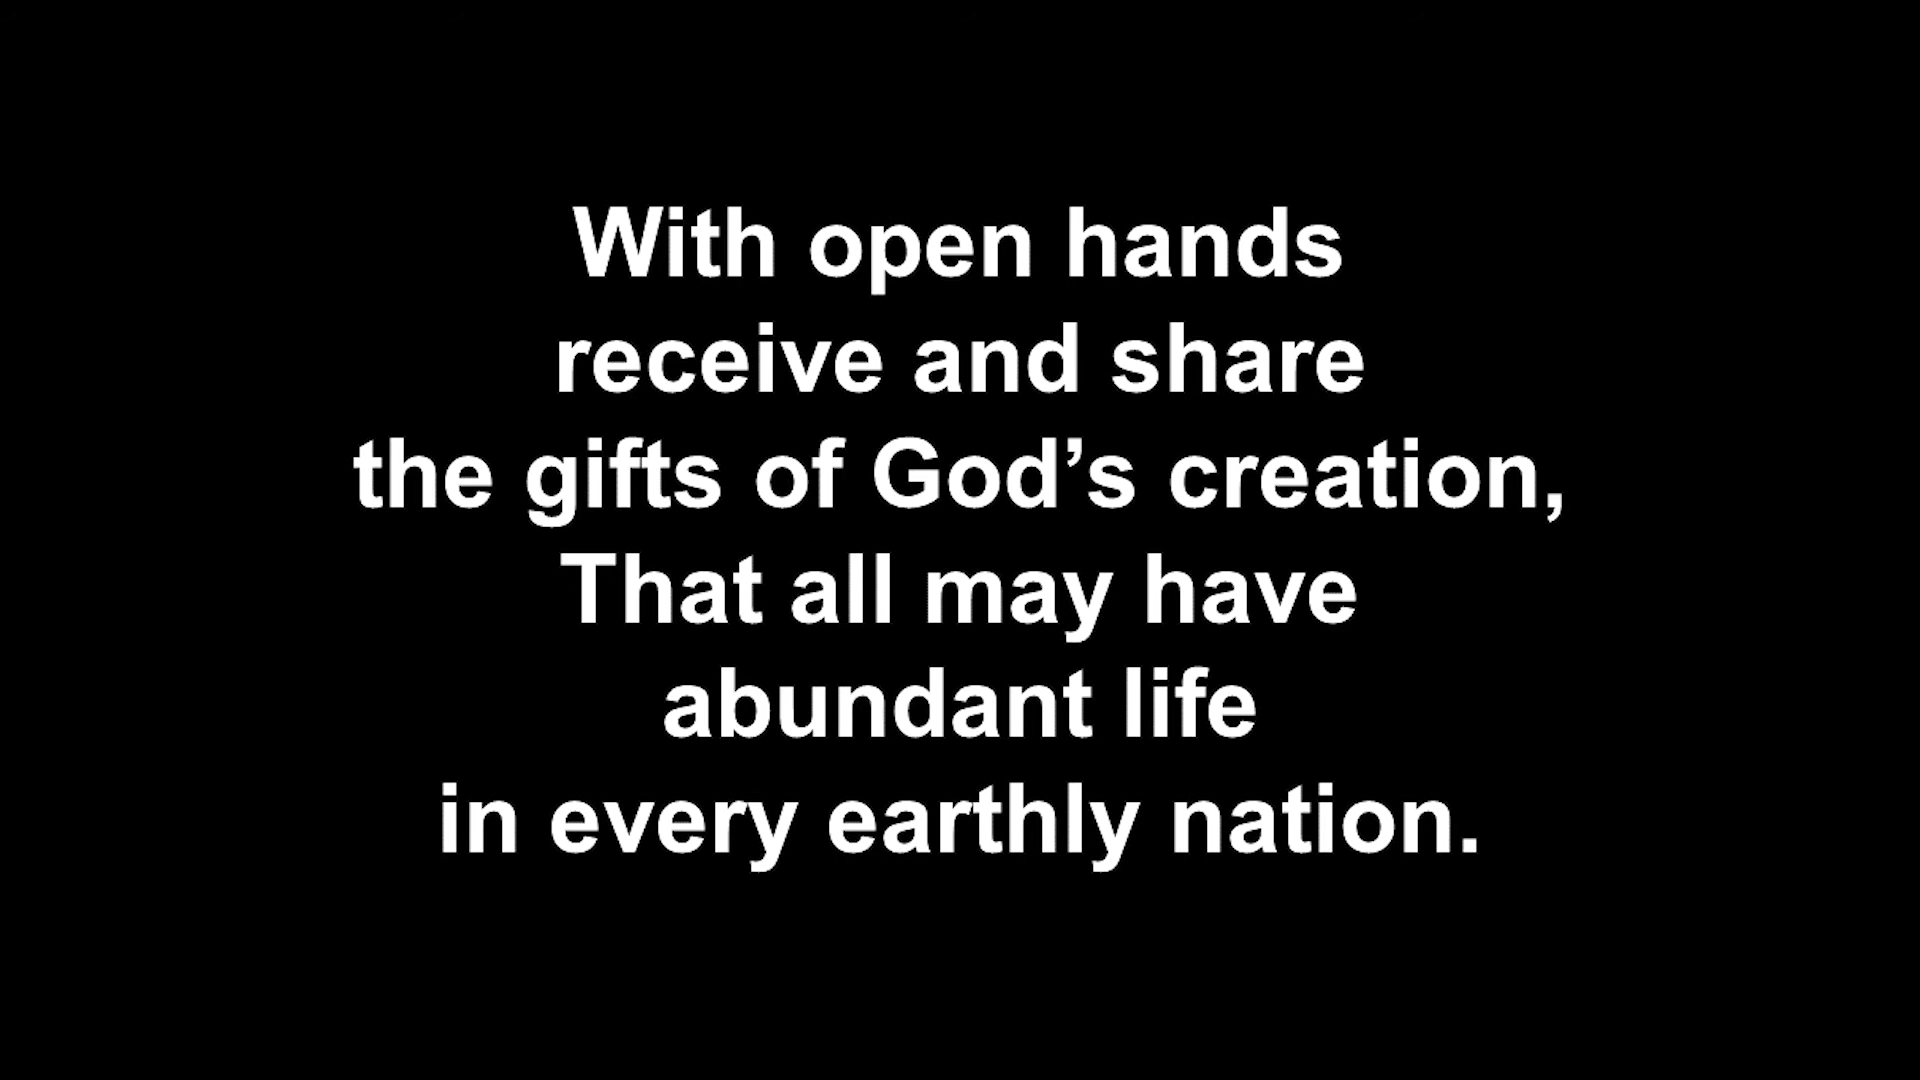 With open hands
receive and share
the gifts of God’s creation,
That all may have
abundant life
in every earthly nation.